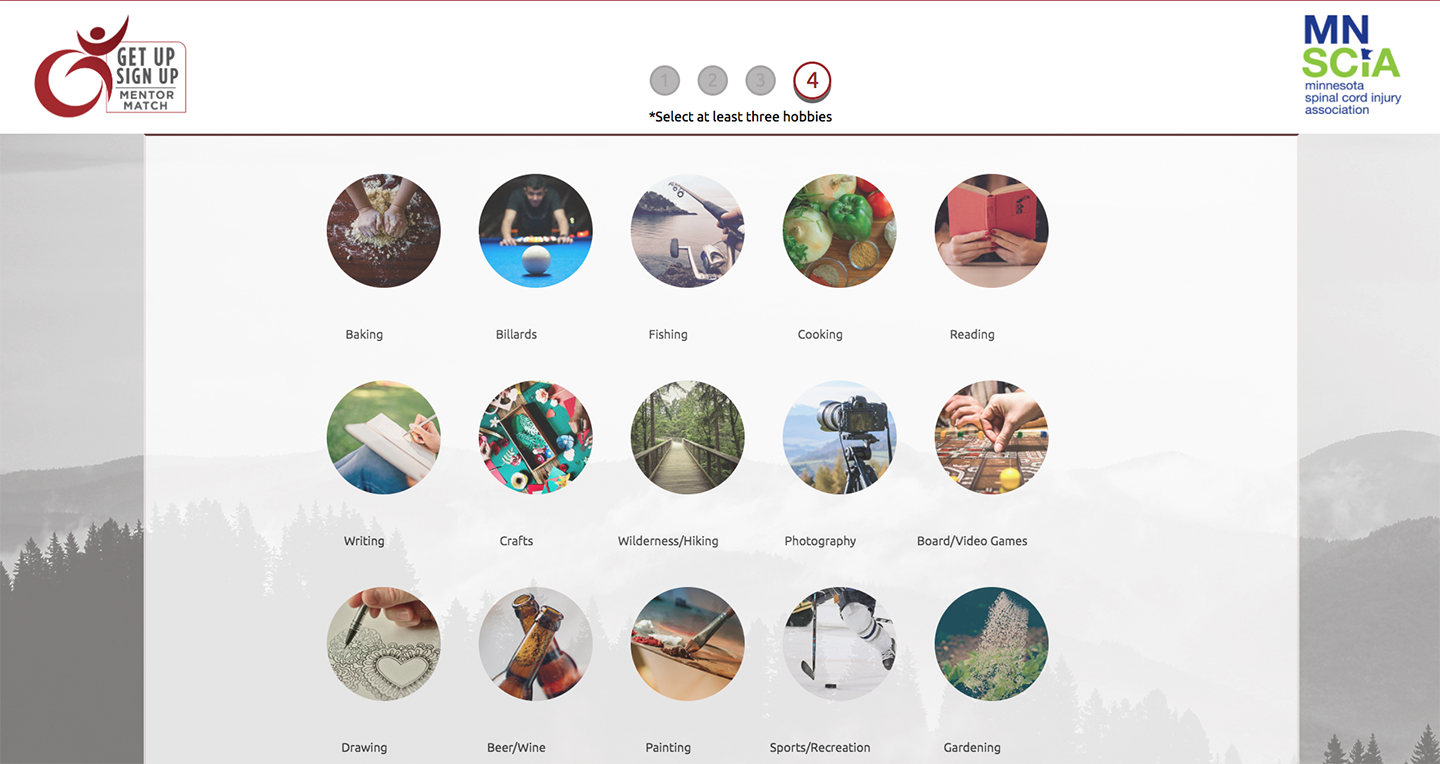 GET UP
SIGN UP
MENTOR
MATCH
1 2 3 4
*Select at least three hobbies
MN
SCiA
minnesota
spinal cord injury
association
Baking Billards Fishing Cooking Reading
Writing Crafts Wilderness/Hiking Photography Board/Video Games
Drawing Beer/Wine Painting Sports/Recreation Gardening